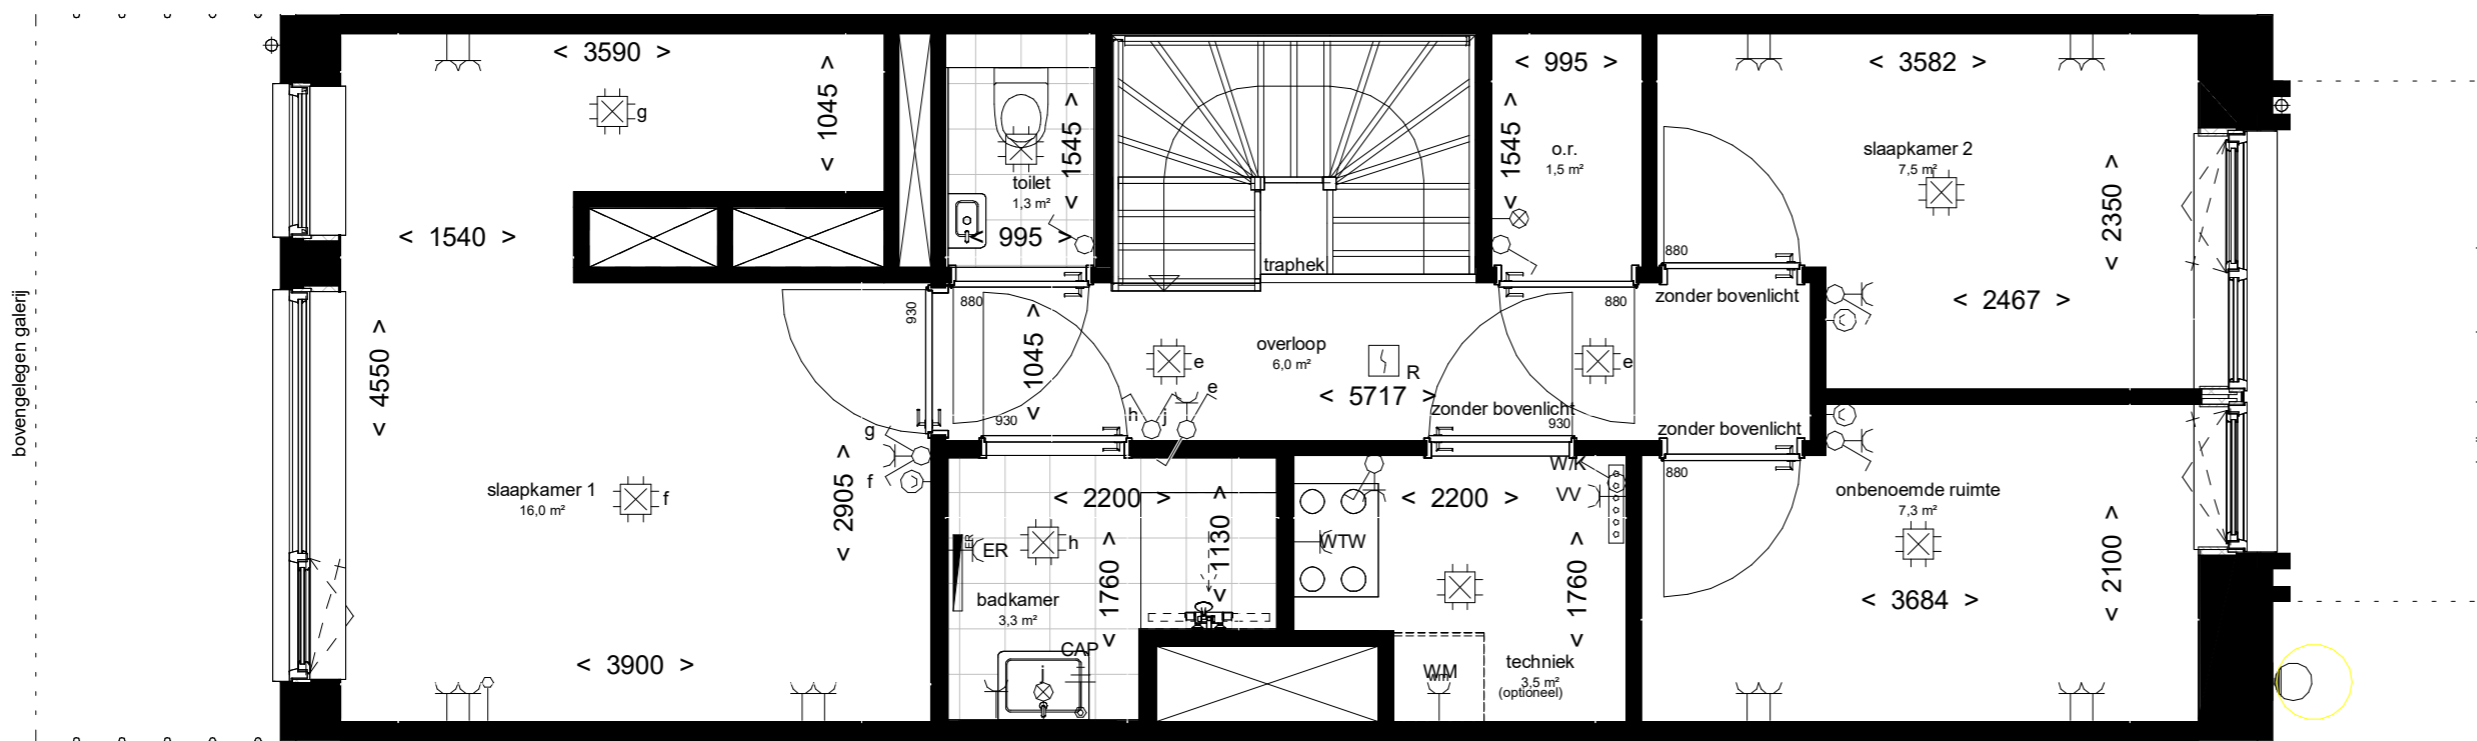 bovengelegen galerij
< 3590 >
< 1045 >
g
< 1540 >
< 4550 >
slaapkamer 1
16,0 m²
f
< 2905 >
< 3900 >
g
f
930
toilet
1,3 m²
< 1545 >
< 995 >
880
< 1045 >
930
traphek
overloop
6,0 m²
e
h
j
e
R
< 5717 >
e
< 995 >
< 1545 >
o.r.
1,5 m²
880
zonder bovenlicht
930
880
zonder bovenlicht
zonder bovenlicht
880
< 3582 >
slaapkamer 2
7,5 m²
< 2350 >
< 2467 >
onbenoemde ruimte
7,3 m²
< 3684 >
< 2100 >
< 2200 >
ER
ER
h
< 1760 >
< 1130 >
badkamer
3,3 m²
CAP
j
< 2200 >
W/K
VV
WTW
< 1760 >
WM
wm
techniek
3,5 m²
(optioneel)